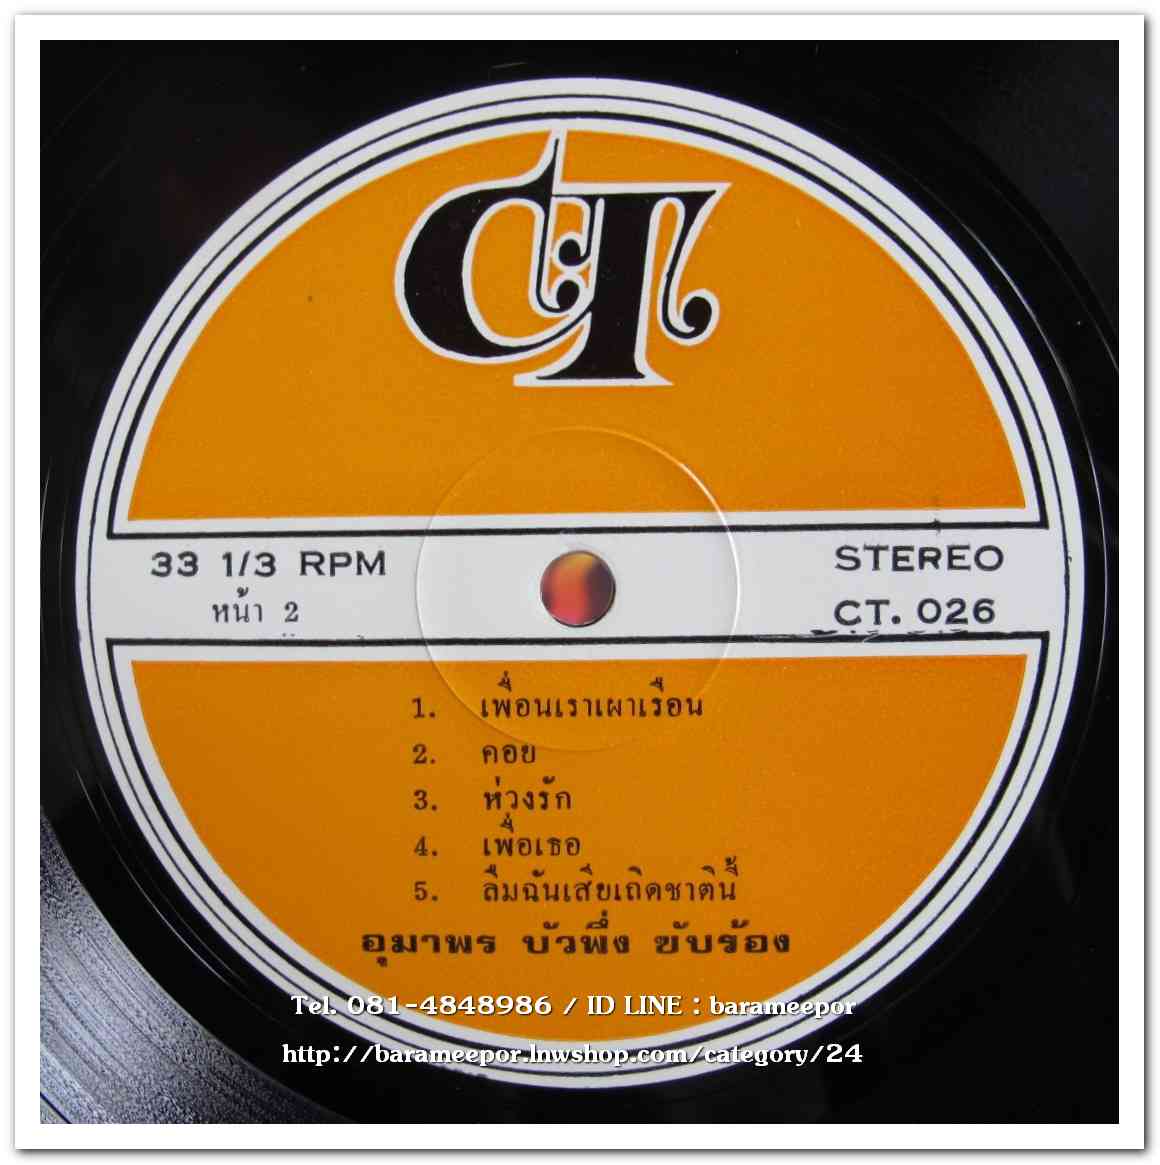 CT
33 1/3 RPM
หน้า 2
STEREO
CT. 026
1. เพื่อนเราเผาเรือน
2. คอย
3. ห่วงรัก
4. เพื่อเธอ
5. ลืมฉันเสียเถิดชาตินี้
อุมาพร บัวพึ่ง ขับร้อง
Tel. 081-4848986 / ID LINE : barameepor
http://barameepor.lnwshop.com/category/24